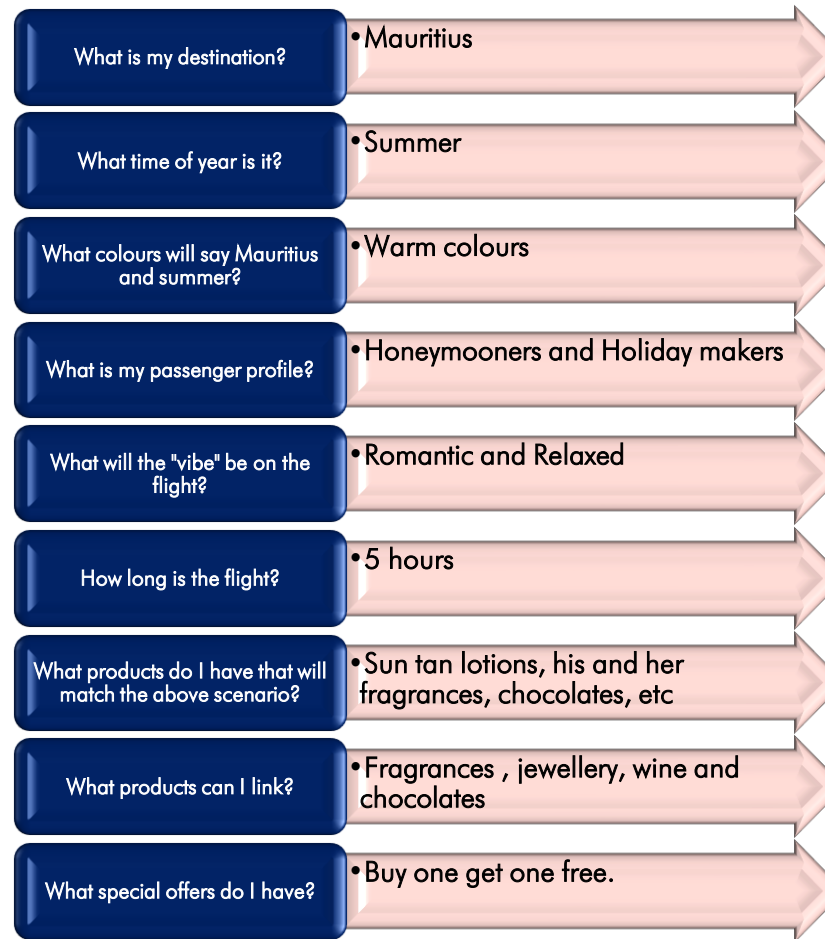 What is my destination?
•Mauritius
What time of year is it?
•Summer
What colours will say Mauritius
and summer?
•Warm colours
What is my passenger profile?
•Honeymooners and Holiday makers
What will the "vibe" be on the
flight?
•Romantic and Relaxed
How long is the flight?
•5 hours
What products do I have that will
match the above scenario?
•Sun tan lotions, his and her
fragrances, chocolates, etc
What products can I link?
•Fragrances , jewellery, wine and
chocolates
What special offers do I have?
•Buy one get one free.